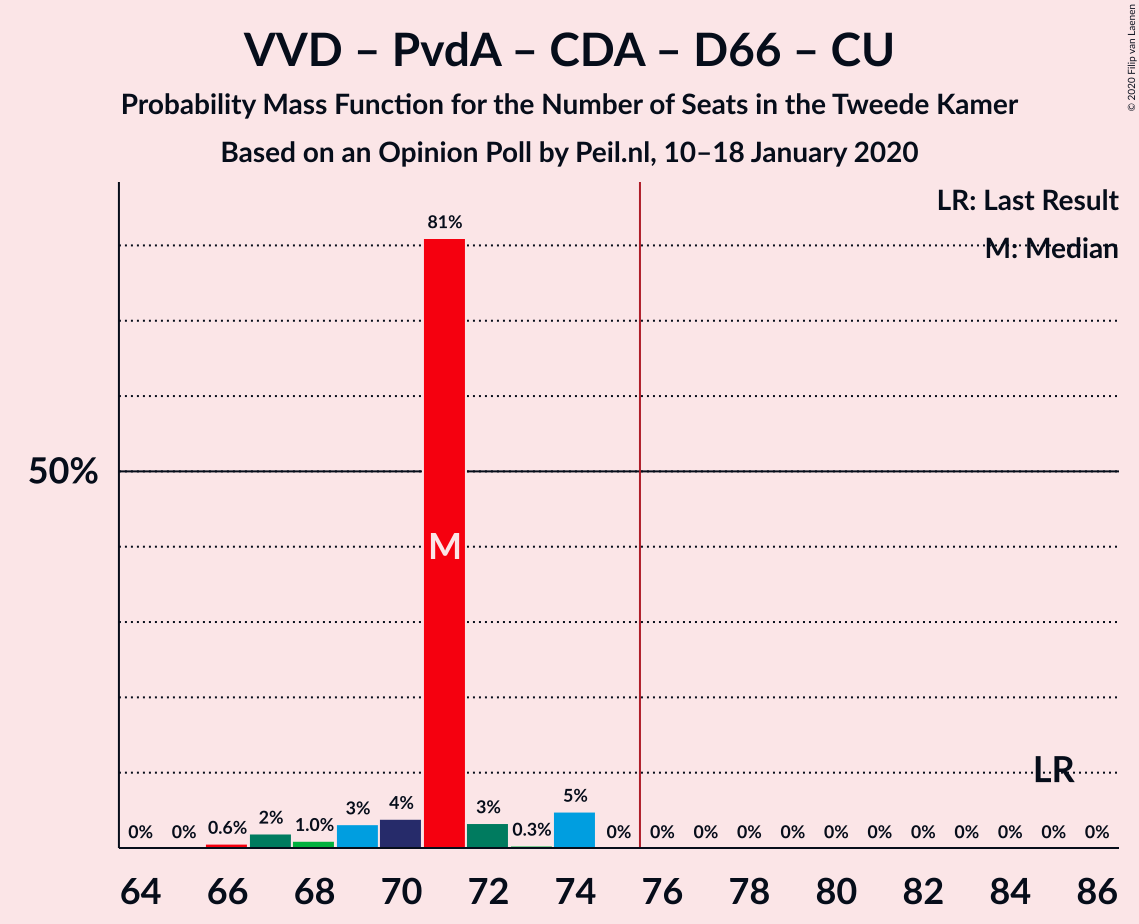 VVD – PvdA – CDA – D66 – CU
Probability Mass Function for the Number of Seats in the Tweede Kamer
Based on an Opinion Poll by Peil.nl, 10–18 January 2020
© 2020 Filip van Laenen
LR: Last Result
M: Median
81%
50%
M
LR
0% 0% 0.6% 2% 1.0% 3% 4% 3% 0.3% 5% 0% 0% 0% 0% 0% 0% 0% 0% 0% 0% 0% 0%
64 66 68 70 72 74 76 78 80 82 84 86